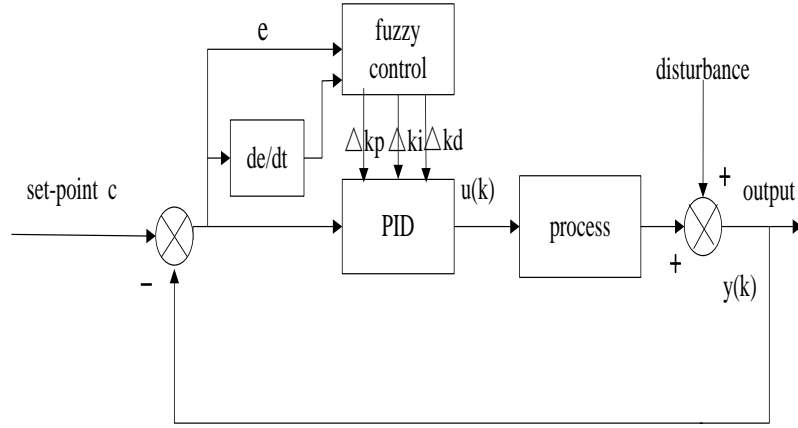 e
fuzzy
control
disturbance
de/dt
△kp △ki △kd
set-point c
u(k)
+
output
PID
process
+
−
y(k)